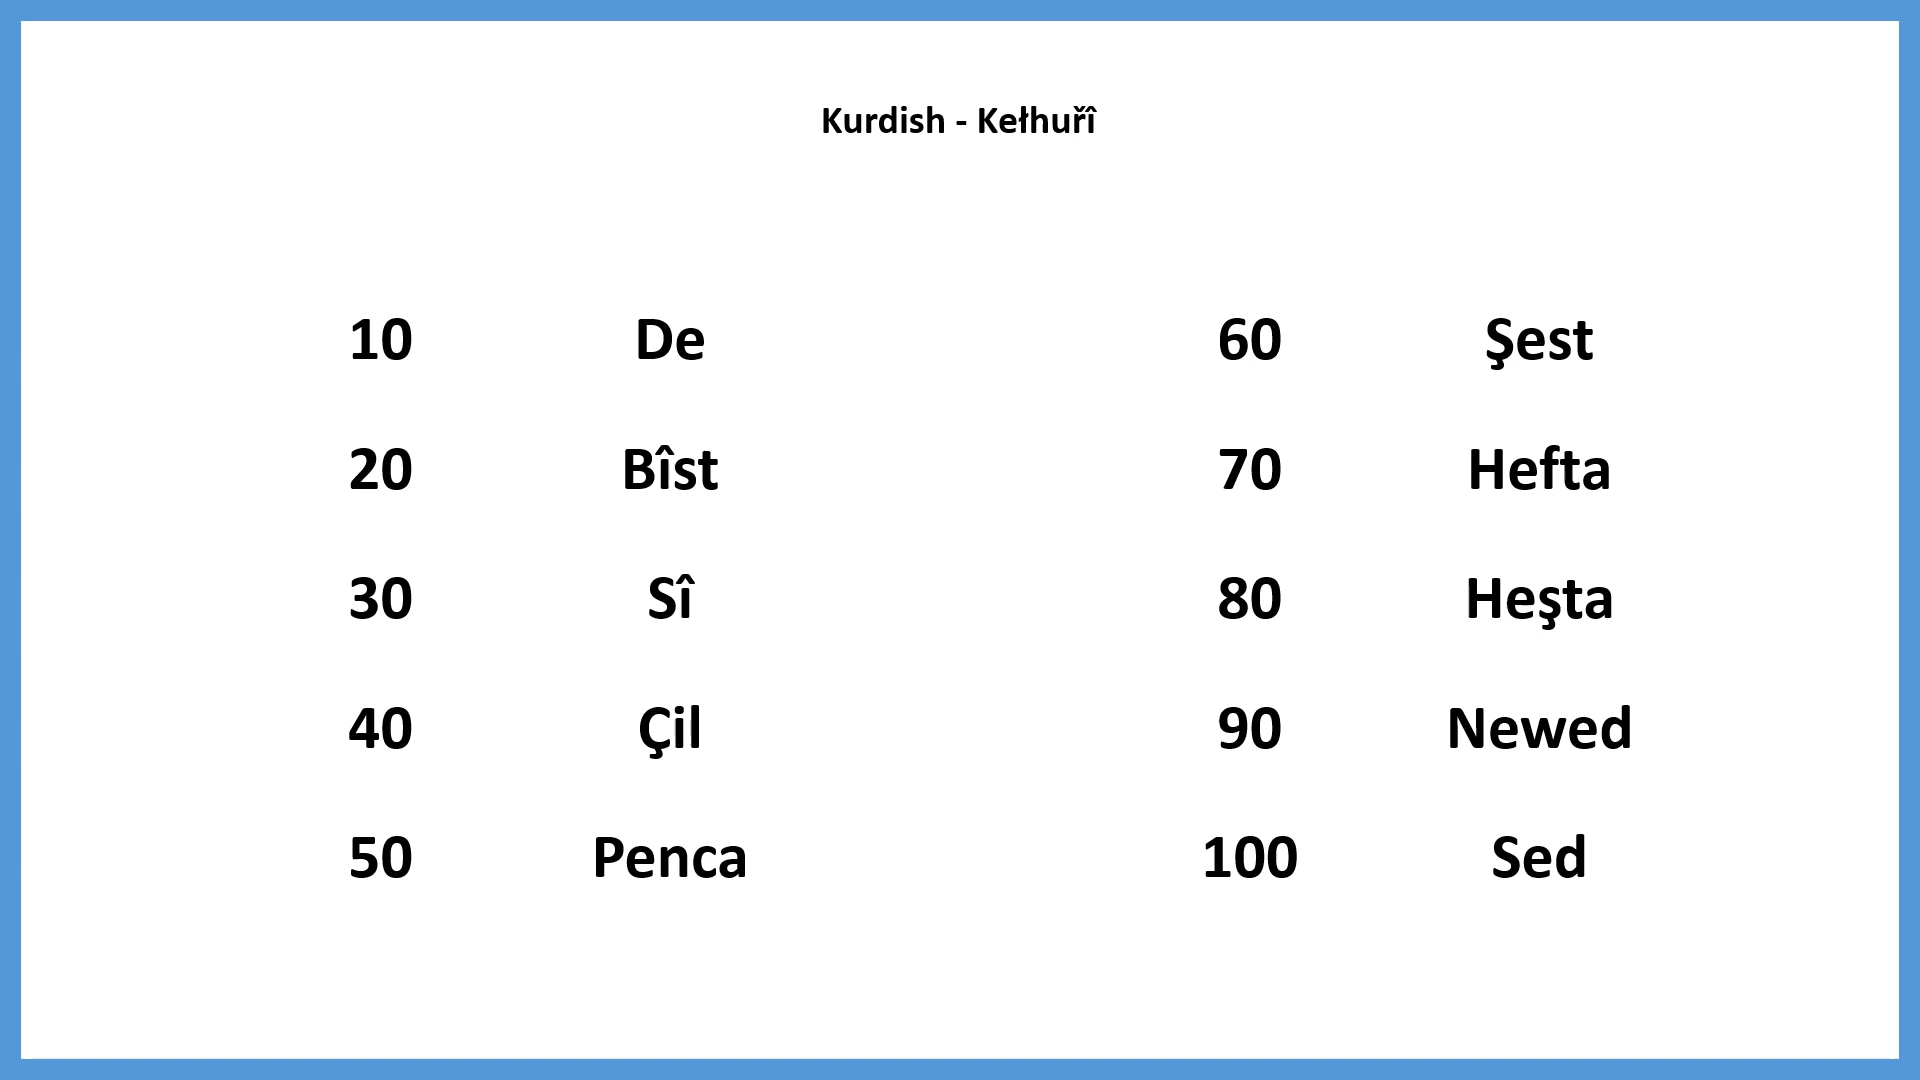 Kurdish - Kełhuřî
10 De 60 Şest
20 Bîst 70 Hefta
30 Sî 80 Heşta
40 Çil 90 Newed
50 Penca 100 Sed